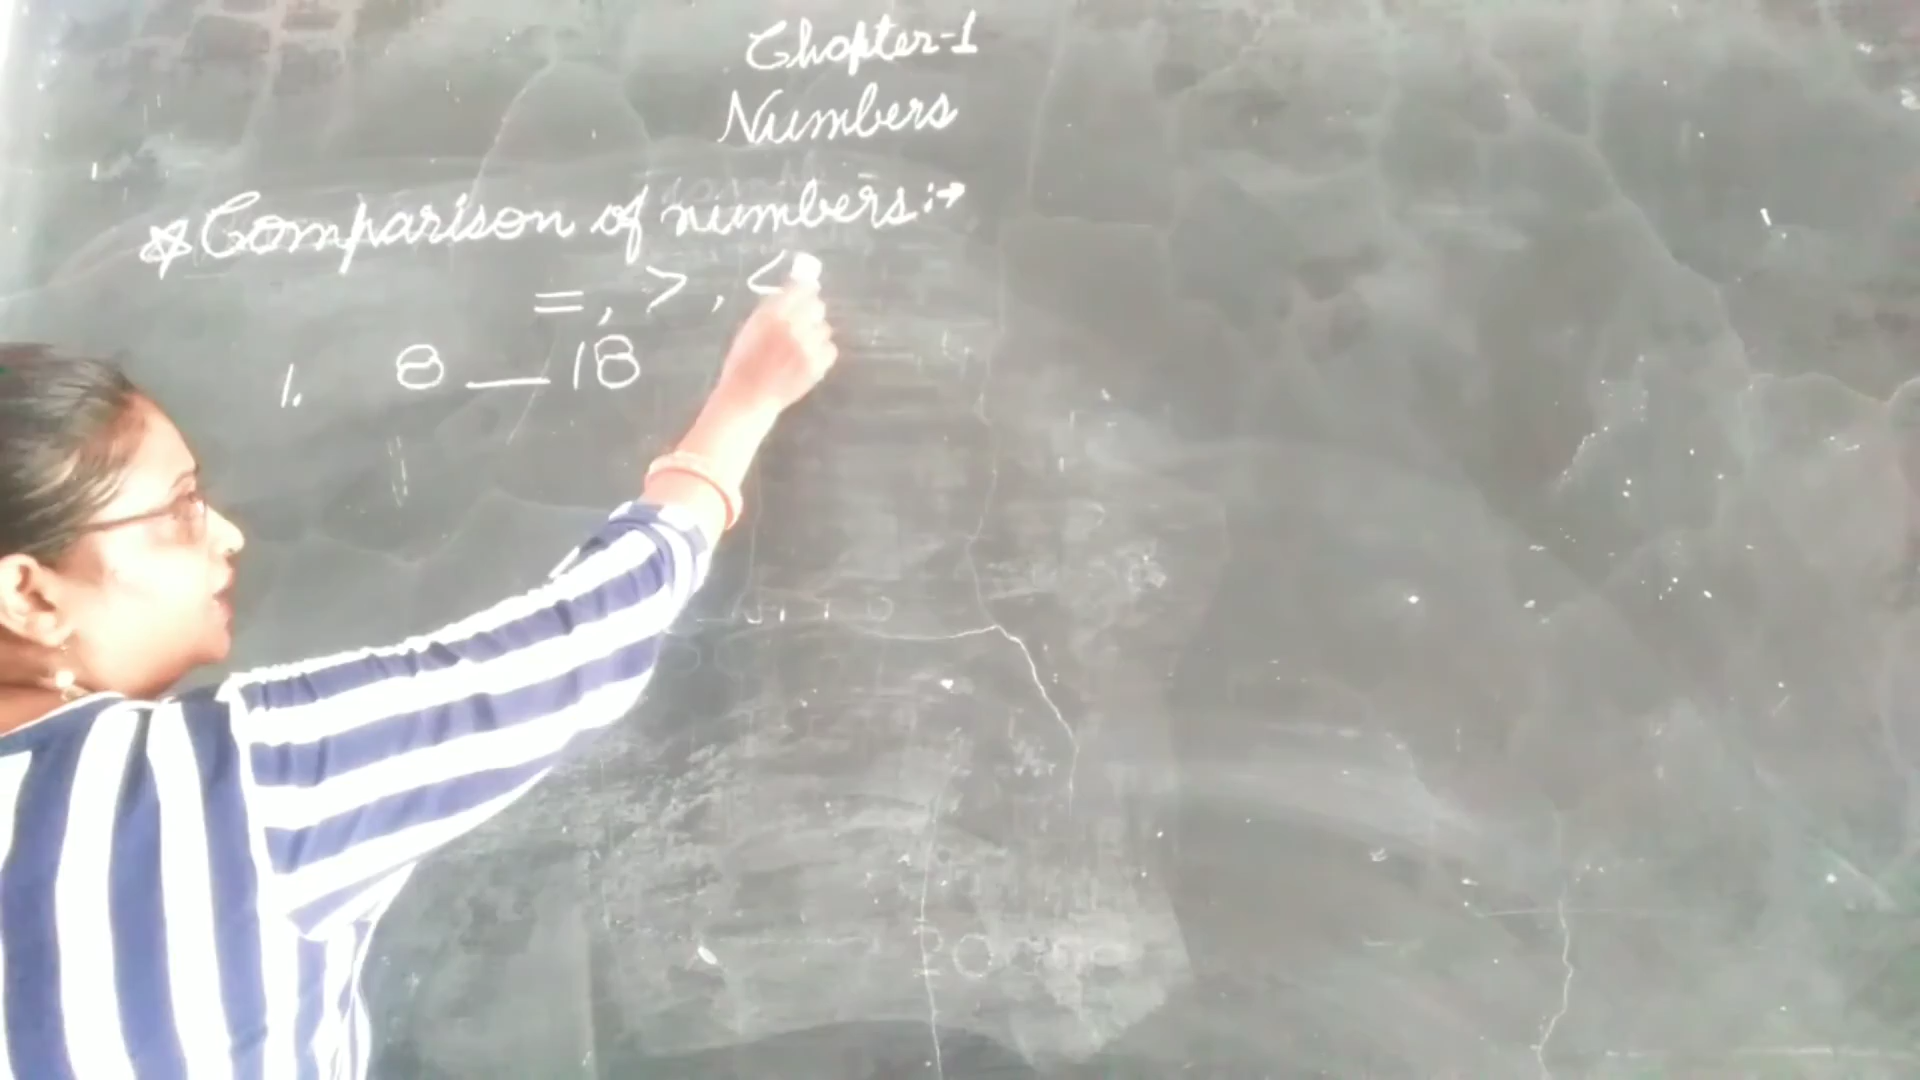 Chapter-1
Numbers
☆ Comparison of numbers:→
=, >, <
1. 8 __ 18